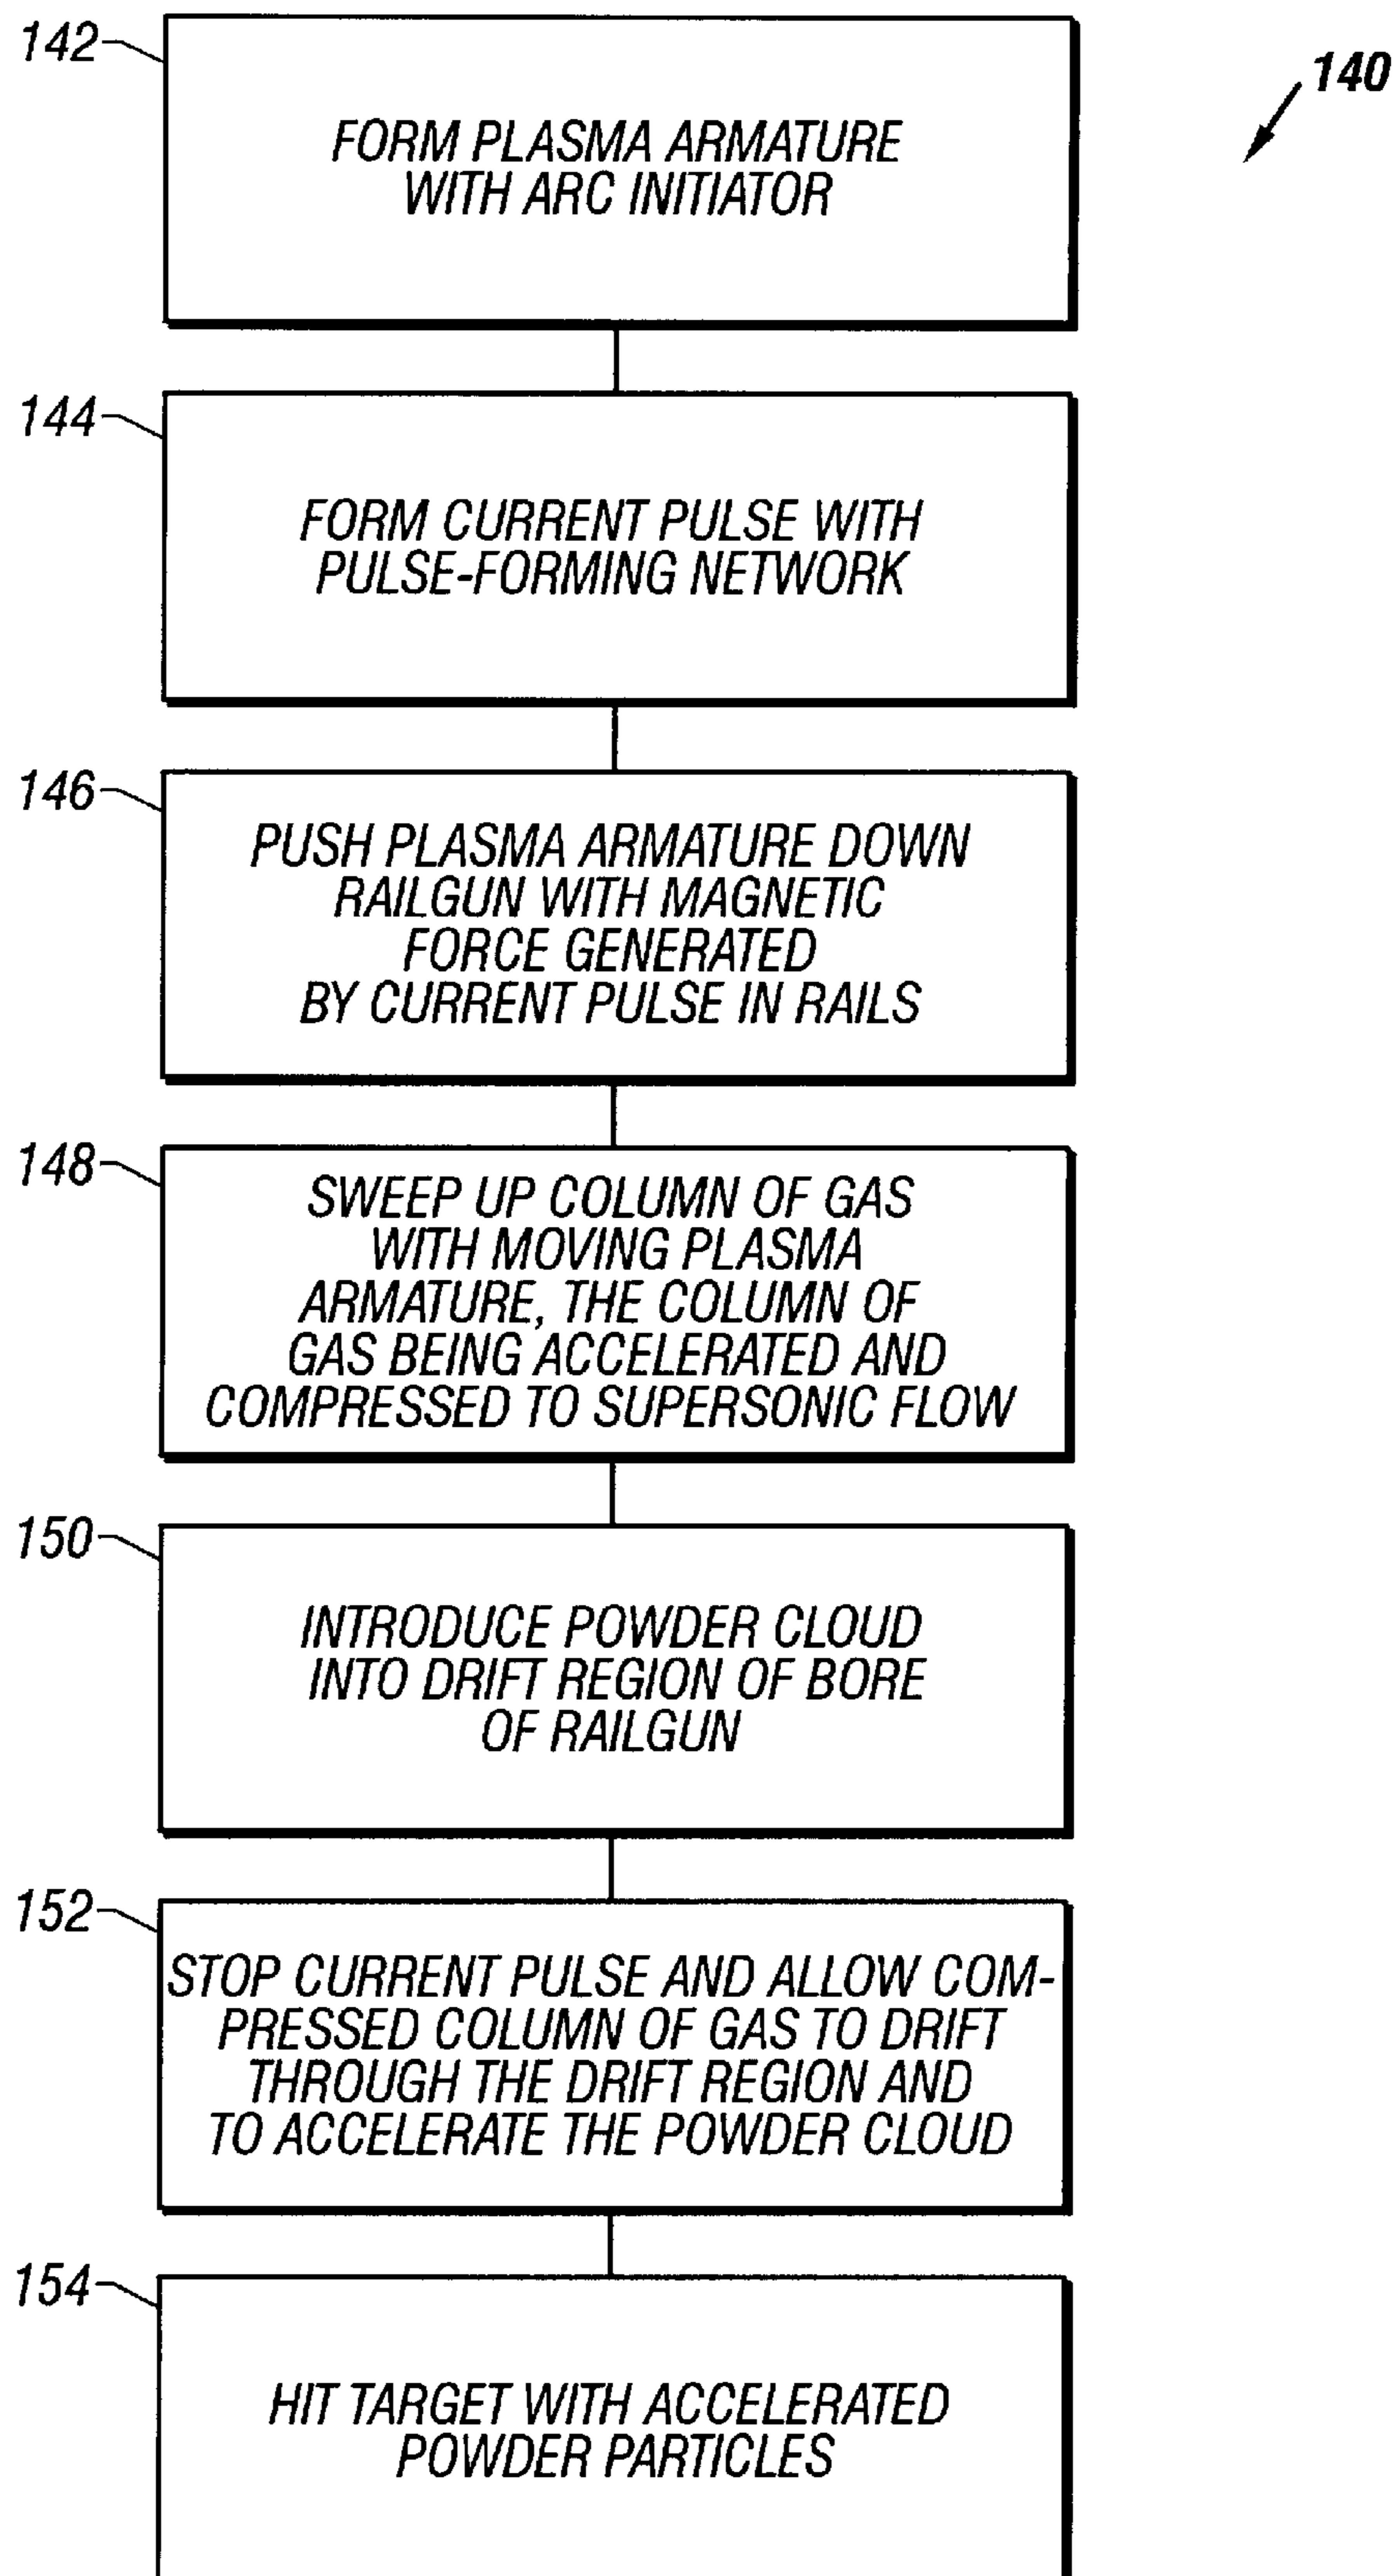 142
140
FORM PLASMA ARMATURE
WITH ARC INITIATOR
144
FORM CURRENT PULSE WITH
PULSE-FORMING NETWORK
146
PUSH PLASMA ARMATURE DOWN
RAILGUN WITH MAGNETIC
FORCE GENERATED
BY CURRENT PULSE IN RAILS
148
SWEEP UP COLUMN OF GAS
WITH MOVING PLASMA
ARMATURE, THE COLUMN OF
GAS BEING ACCELERATED AND
COMPRESSED TO SUPERSONIC FLOW
150
INTRODUCE POWDER CLOUD
INTO DRIFT REGION OF BORE
OF RAILGUN
152
STOP CURRENT PULSE AND ALLOW COM-
PRESSED COLUMN OF GAS TO DRIFT
THROUGH THE DRIFT REGION AND
TO ACCELERATE THE POWDER CLOUD
154
HIT TARGET WITH ACCELERATED
POWDER PARTICLES